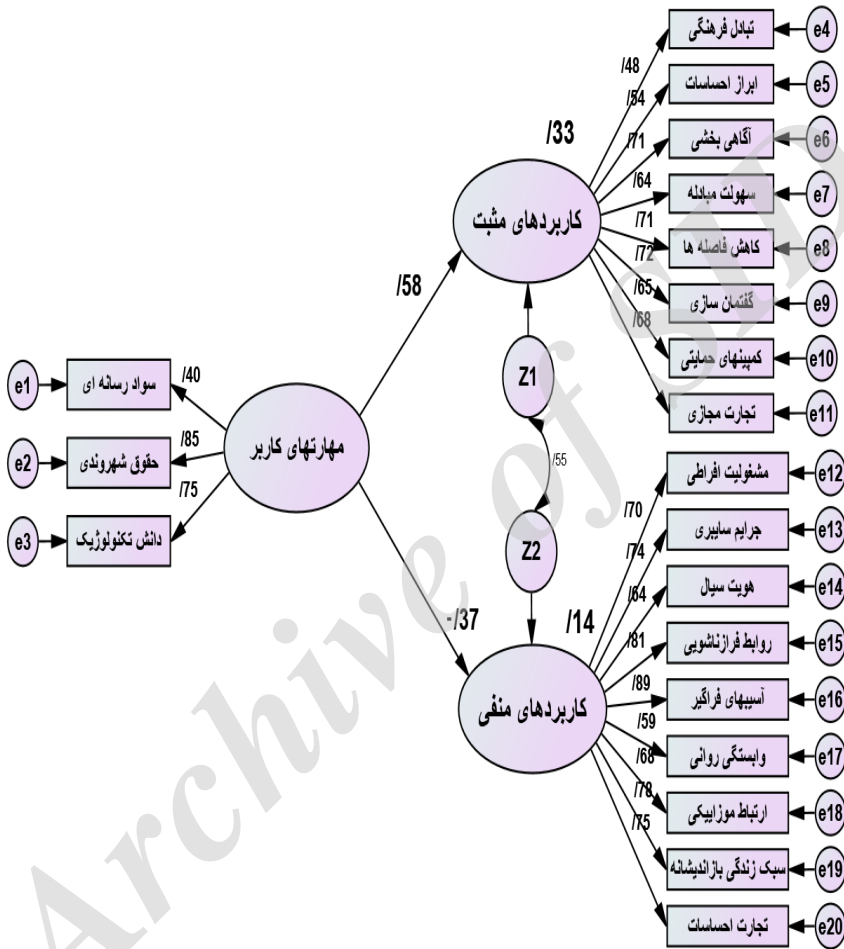 تبادل فرهنگی
e4
ابراز احساسات
e5
آگاهی بخشی
e6
سهولت مبادله
e7
کاهش فاصله ها
e8
گفتمان سازی
e9
کمپینهای حمایتی
e10
تجارت مجازی
e11
/48
/54
/71
/64
/71
/72
/65
/68
/33
کاربردهای مثبت
/58
Z1
/55
Z2
e1
سواد رسانه ای
/40
e2
حقوق شهروندی
/85
e3
دانش تکنولوژیک
/75
مهارتهای کاربر
-/37
/14
کاربردهای منفی
/70
/74
/64
/81
/89
/59
/68
/78
/75
مشغولیت افراطی
e12
جرایم سایبری
e13
هویت سیال
e14
روابط فرازناشویی
e15
آسیبهای فراگیر
e16
وابستگی روانی
e17
ارتباط موزاییکی
e18
سبک زندگی بازاندیشانه
e19
تجارت احساسات
e20
Archive of SID